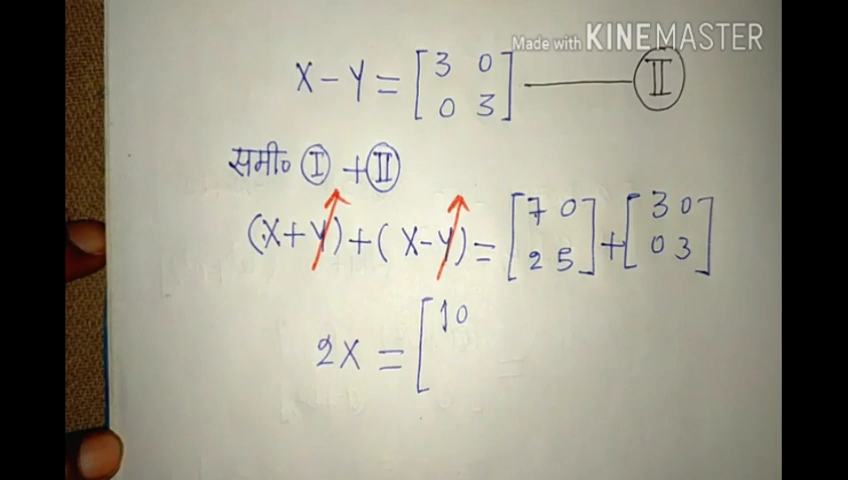 Made with KINEMASTER
X - Y = [3 0
0 3] — II
समी० I + II
(X+Y) + (X-Y) = [7 0
2 5] + [3 0
0 3]
2X = [10